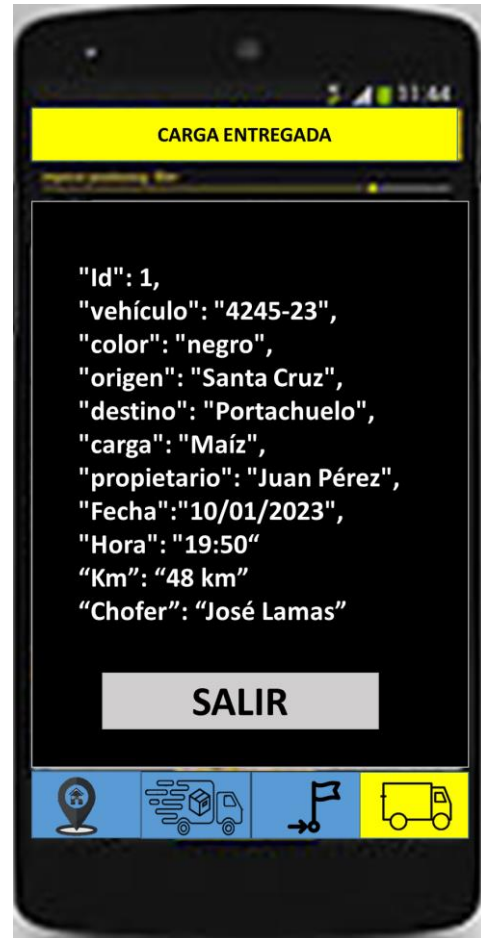 11:44
CARGA ENTREGADA
"Id": 1,
"vehículo": "4245-23",
"color": "negro",
"origen": "Santa Cruz",
"destino": "Portachuelo",
"carga": "Maíz",
"propietario": "Juan Pérez",
"Fecha":"10/01/2023",
"Hora": "19:50“
“Km”: “48 km”
“Chofer”: “José Lamas”
SALIR